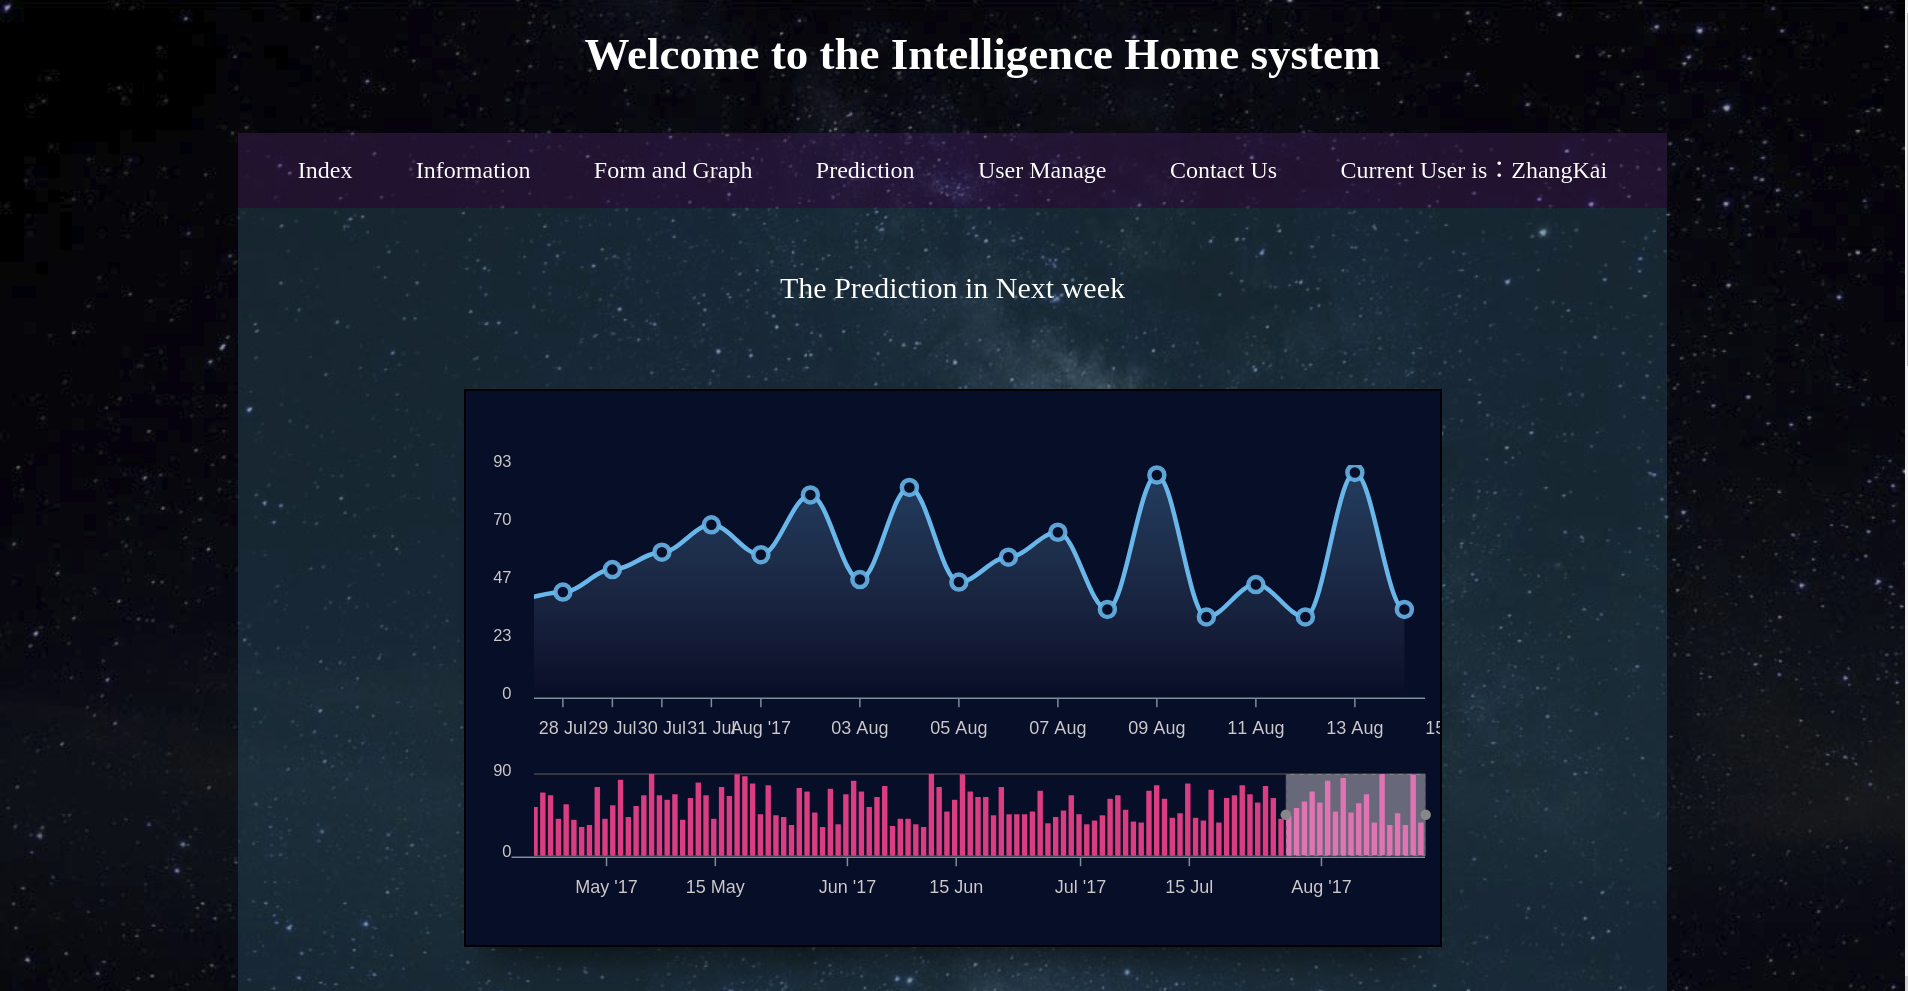 Welcome to the Intelligence Home system
Index Information Form and Graph Prediction User Manage Contact Us Current User is：ZhangKai
The Prediction in Next week
93
70
47
23
0
28 Jul 29 Jul 30 Jul 31 Jul Aug '17 03 Aug 05 Aug 07 Aug 09 Aug 11 Aug 13 Aug 15
90
0
May '17 15 May Jun '17 15 Jun Jul '17 15 Jul Aug '17